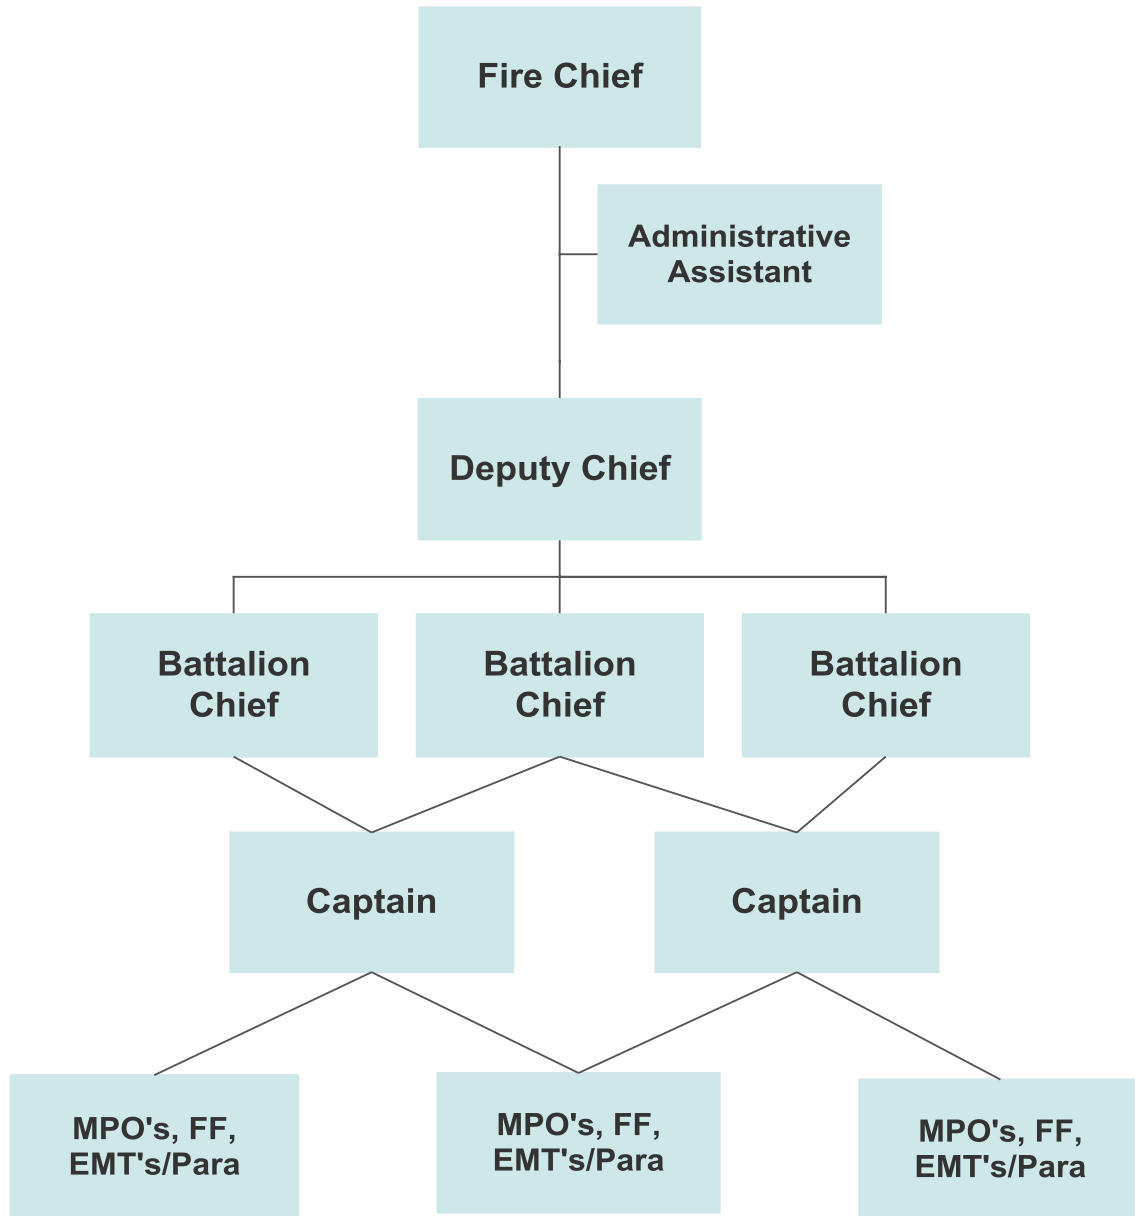 Fire Chief
Administrative
Assistant
Deputy Chief
Battalion
Chief
Battalion
Chief
Battalion
Chief
Captain
Captain
MPO's, FF,
EMT's/Para
MPO's, FF,
EMT's/Para
MPO's, FF,
EMT's/Para